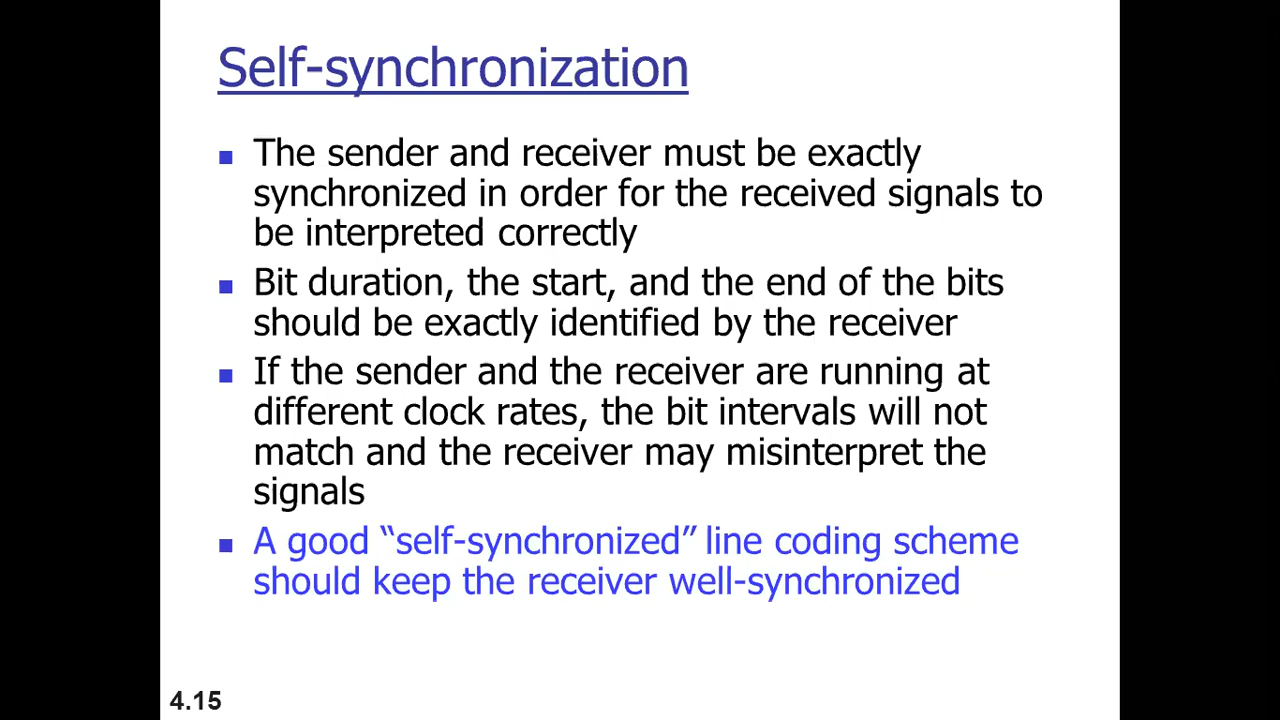 Self-synchronization
The sender and receiver must be exactly
synchronized in order for the received signals to
be interpreted correctly
Bit duration, the start, and the end of the bits
should be exactly identified by the receiver
If the sender and the receiver are running at
different clock rates, the bit intervals will not
match and the receiver may misinterpret the
signals
A good “self-synchronized” line coding scheme
should keep the receiver well-synchronized
4.15